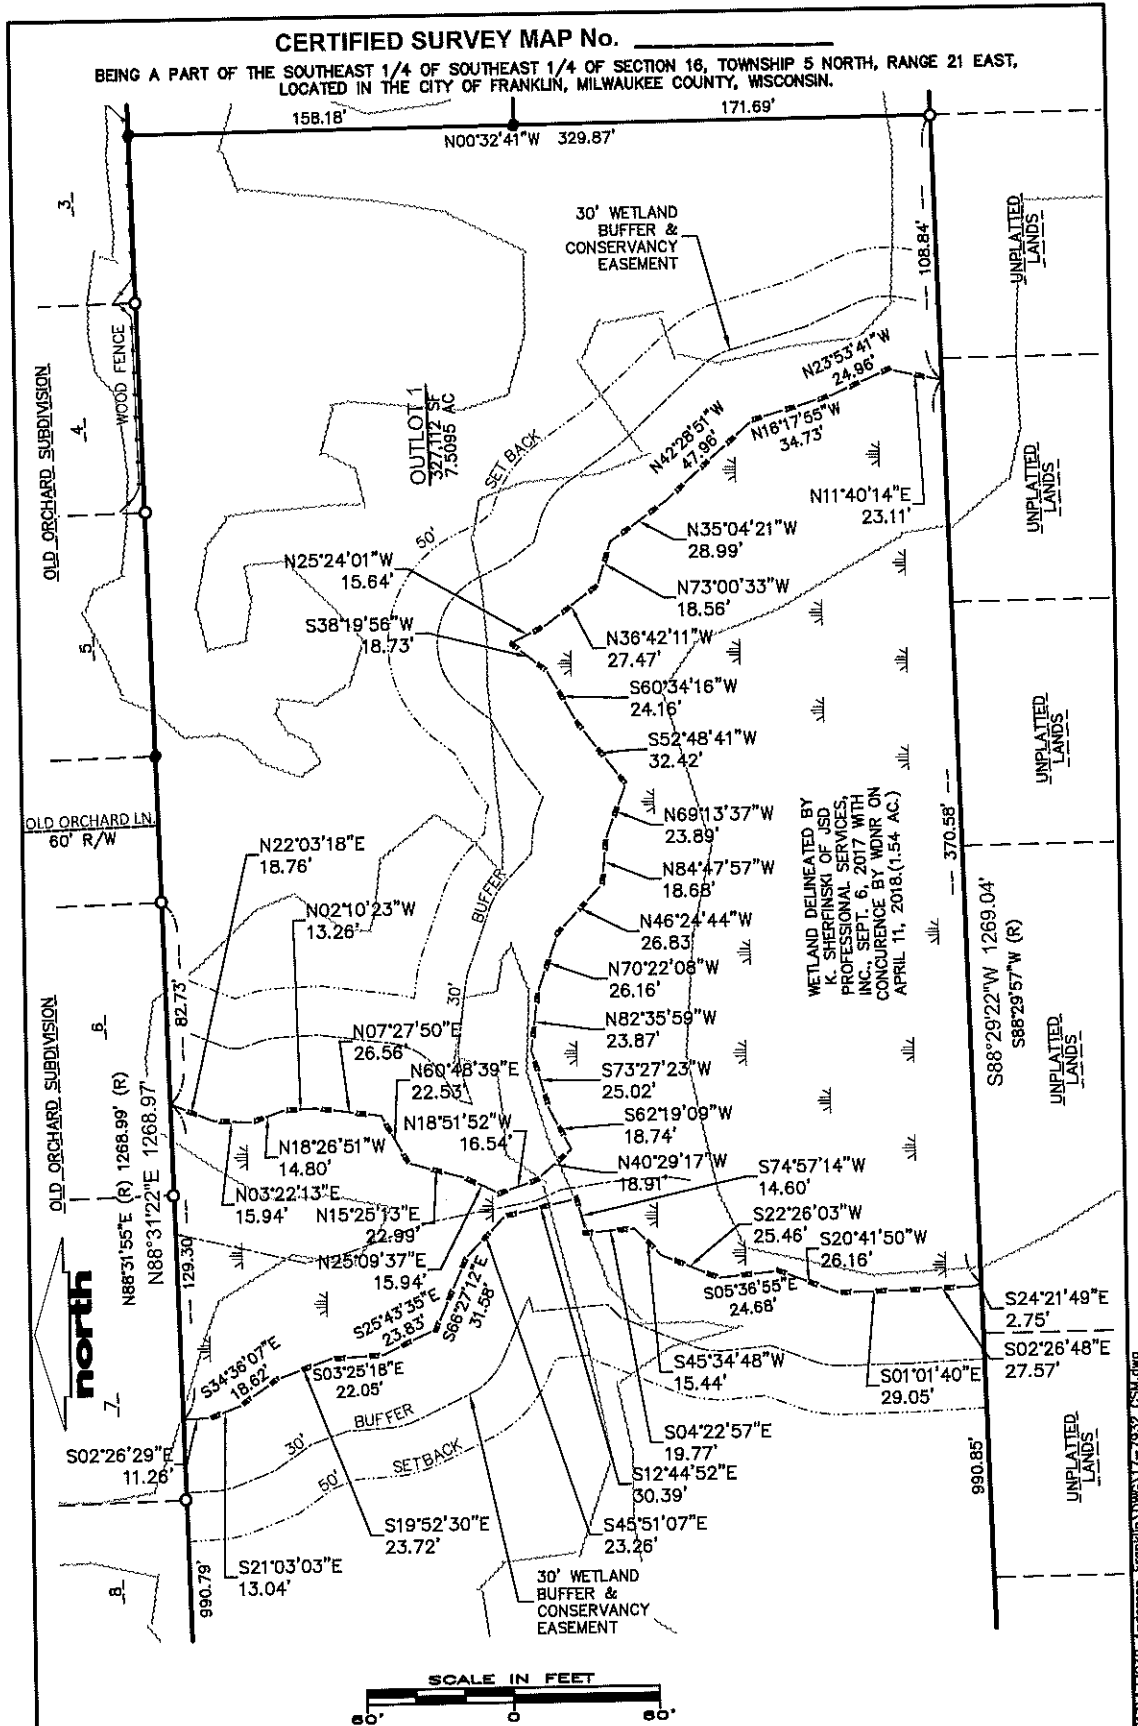 CERTIFIED SURVEY MAP No.
BEING A PART OF THE SOUTHEAST 1/4 OF SOUTHEAST 1/4 OF SECTION 16, TOWNSHIP 5 NORTH, RANGE 21 EAST,
LOCATED IN THE CITY OF FRANKLIN, MILWAUKEE COUNTY, WISCONSIN.
158.18'
171.69'
N00°32'41"W 329.87'
3
30' WETLAND
BUFFER &
CONSERVANCY
EASEMENT
108.84'
UNPLATTED
LANDS
WOOD FENCE
OLD ORCHARD SUBDIVISION
4
OUTLOT 1
327,112 SF
7.5095 AC
SETBACK
50'
N23°53'41"W
24.96'
N16°17'55"W
34.73'
N42°28'51"W
47.96'
N11°40'14"E
23.11'
UNPLATTED
LANDS
N35°04'21"W
28.99'
N25°24'01"W
15.64'
N73°00'33"W
18.56'
S38°19'56"W
18.73'
N36°42'11"W
27.47'
5
S60°34'16"W
24.16'
S52°48'41"W
32.42'
UNPLATTED
LANDS
OLD ORCHARD LN.
60' R/W
N69°13'37"W
23.89'
N22°03'18"E
18.76'
N84°47'57"W
18.68'
370.58'
BUFFER
30'
N02°10'23"W
13.26'
N46°24'44"W
26.83'
WETLAND DELINEATED BY
K. SHERFINSKI OF JSD
PROFESSIONAL SERVICES,
INC., SEPT. 6, 2017 WITH
CONCURENCE BY WDNR ON
APRIL 11, 2018.(1.54 AC.)
S88°29'22"W 1269.04'
S88°29'57"W (R)
N70°22'08"W
26.16'
82.73'
6
OLD ORCHARD SUBDIVISION
N07°27'50"E
26.56'
N82°35'59"W
23.87'
UNPLATTED
LANDS
N60°48'39"E
22.53'
S73°27'23"W
25.02'
N18°51'52"W
16.54'
S62°19'09"W
18.74'
N18°26'51"W
14.80'
N40°29'17"W
18.91'
S74°57'14"W
14.60'
N03°22'13"E
15.94'
N15°25'13"E
22.99'
S22°26'03"W
25.46'
S20°41'50"W
26.16'
N88°31'55"E (R) 1268.99' (R)
N88°31'22"E 1268.97'
129.30'
N25°09'37"E
15.94'
S05°36'55"E
24.68'
S24°21'49"E
2.75'
north
S25°43'35"E
23.83'
S66°27'12"E
31.58'
S02°26'48"E
27.57'
S34°36'07"E
18.62'
S03°25'18"E
22.05'
S45°34'48"W
15.44'
S01°01'40"E
29.05'
7
BUFFER
30'
S04°22'57"E
19.77'
S02°26'29"E
11.26'
SETBACK
50'
S12°44'52"E
30.39'
990.85'
UNPLATTED
LANDS
S19°52'30"E
23.72'
S45°51'07"E
23.26'
S21°03'03"E
13.04'
8
990.79'
30' WETLAND
BUFFER &
CONSERVANCY
EASEMENT
SCALE IN FEET
60' 0 60'